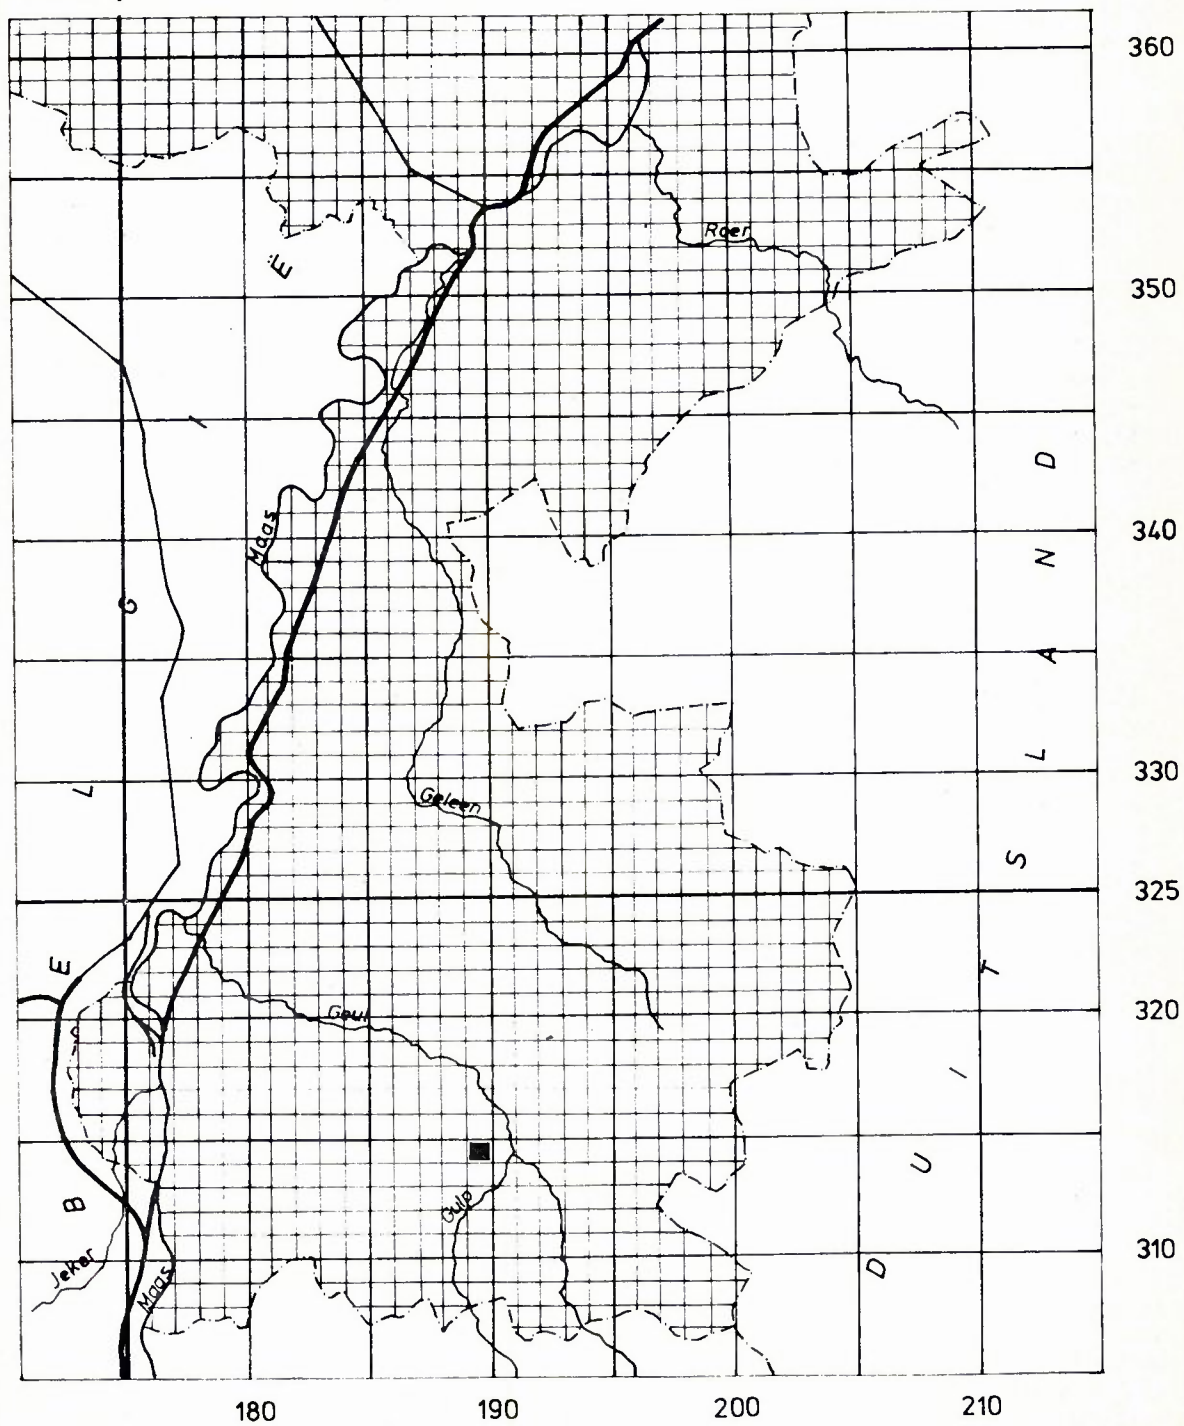 360
Roer
350
Maas
340
330
Geleen
325
320
Geul
Gulp
310
Jeker
Maas
180
190
200
210
B E L G I Ë
D U I T S L A N D